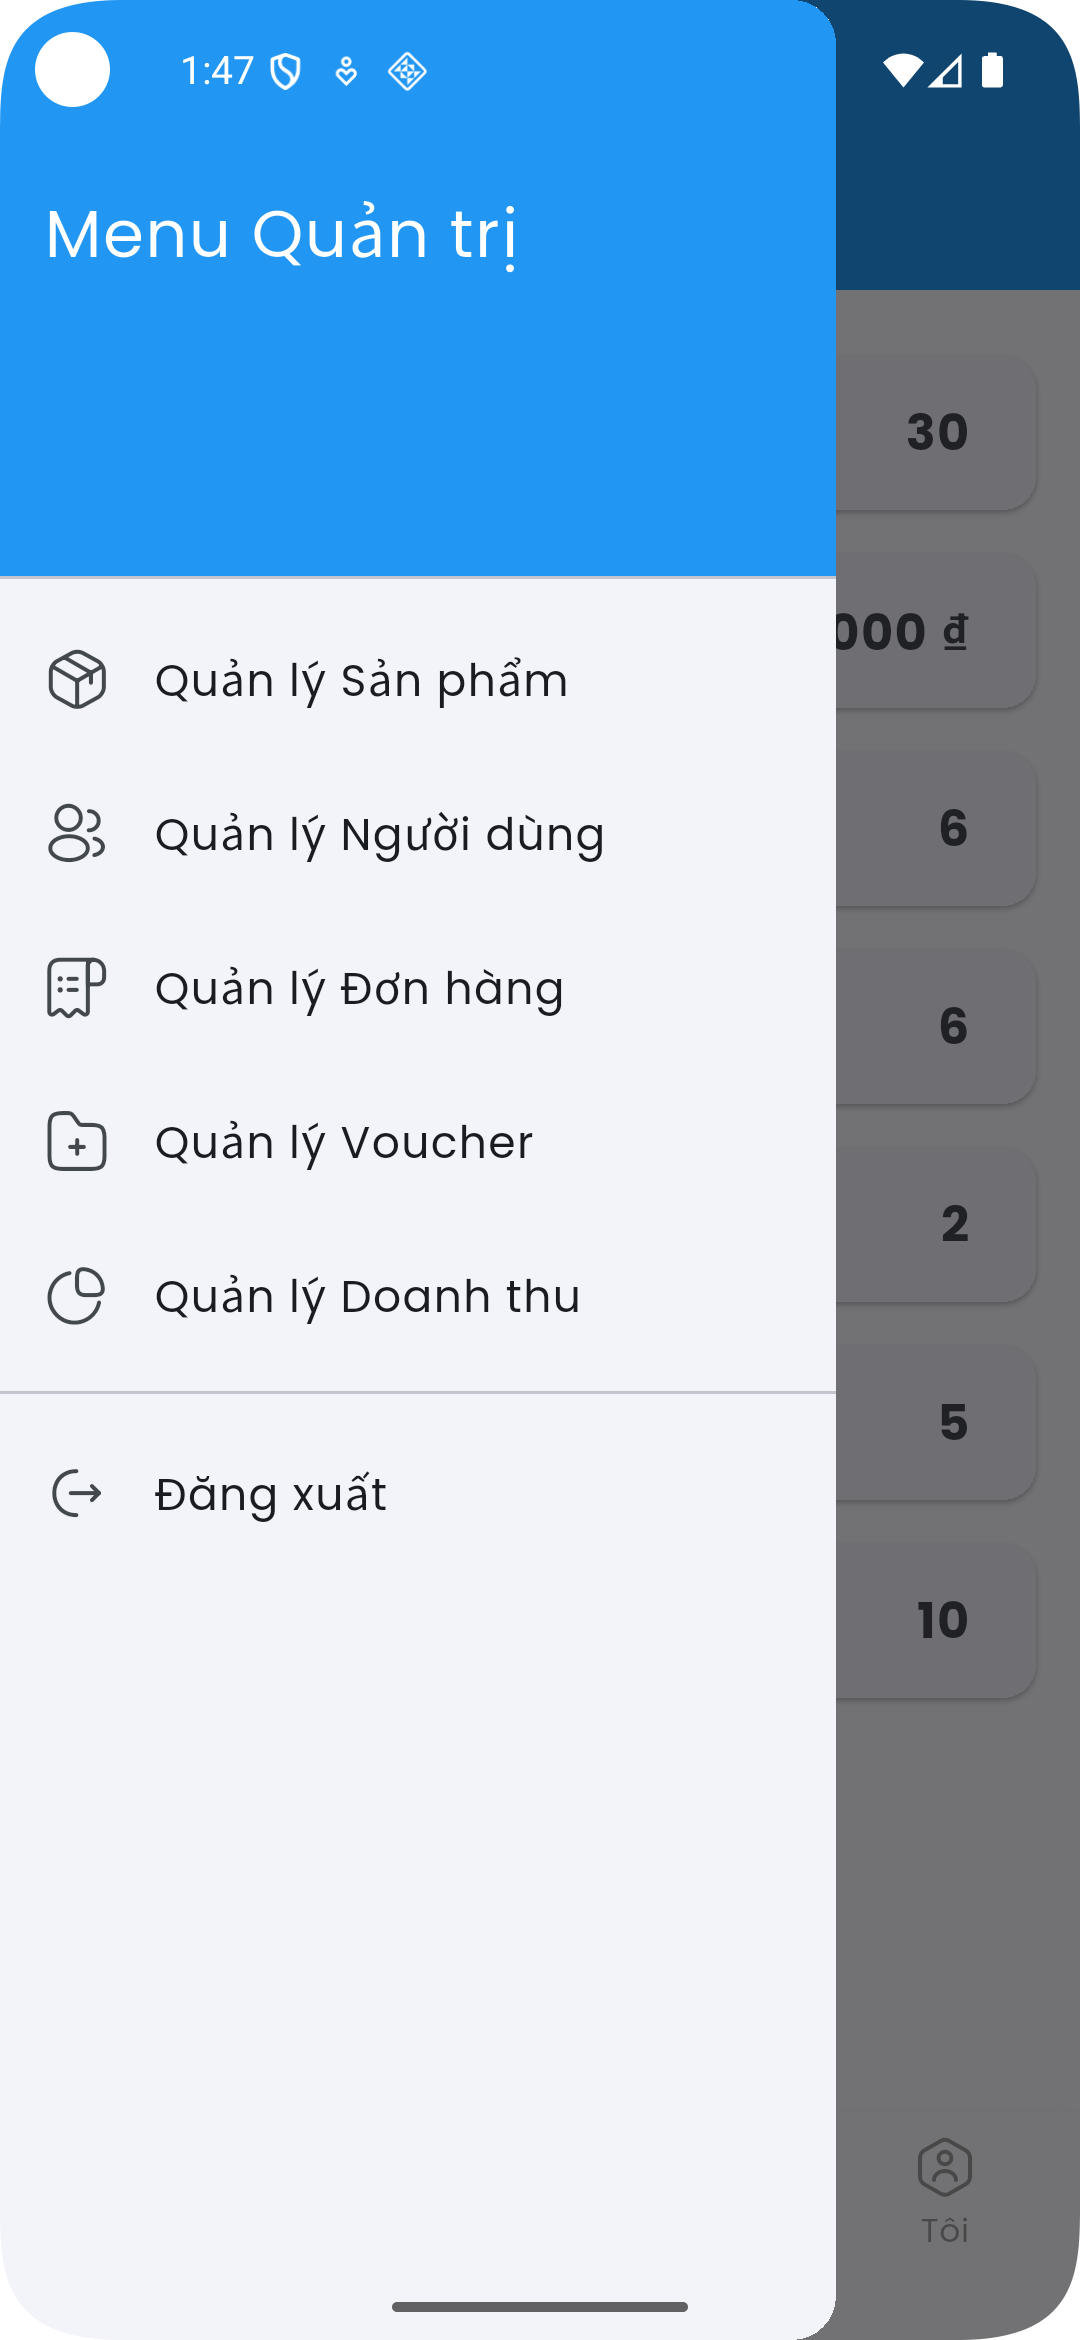 1:47
Menu Quản trị
30
000 ₫
6
6
2
5
10
Quản lý Sản phẩm
Quản lý Người dùng
Quản lý Đơn hàng
Quản lý Voucher
Quản lý Doanh thu
Đăng xuất
Tôi